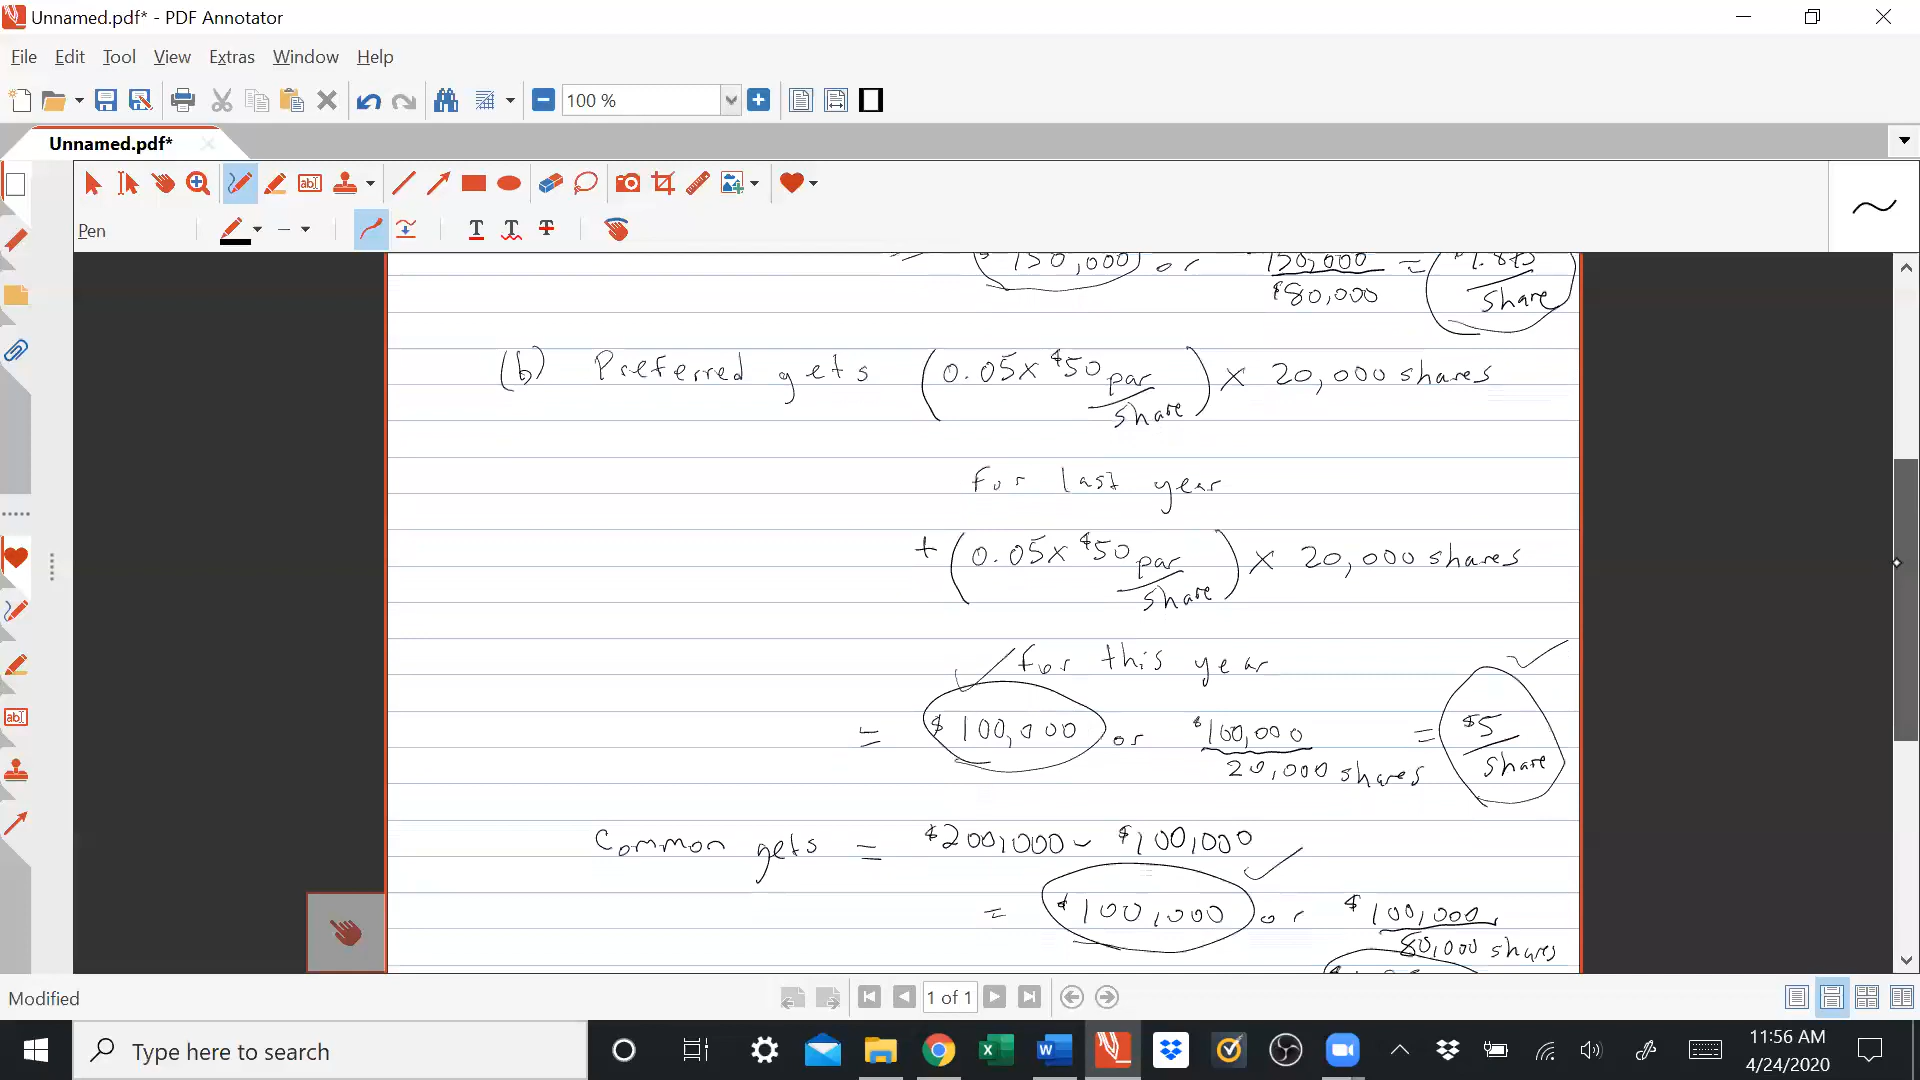 Unnamed.pdf* - PDF Annotator
File Edit Tool View Extras Window Help
100 %
Unnamed.pdf*
Pen
= $150,000 or 150,000 / $80,000 = $1.875 / share
(b) Preferred gets (0.05 x $50 par / share) x 20,000 shares
for last year
+ (0.05 x $50 par / share) x 20,000 shares
for this year
= $100,000 or $100,000 / 20,000 shares = $5 / share
Common gets = $200,000 - $100,000
= $100,000 or $100,000 / 80,000 shares
Modified
1 of 1
Type here to search
11:56 AM
4/24/2020